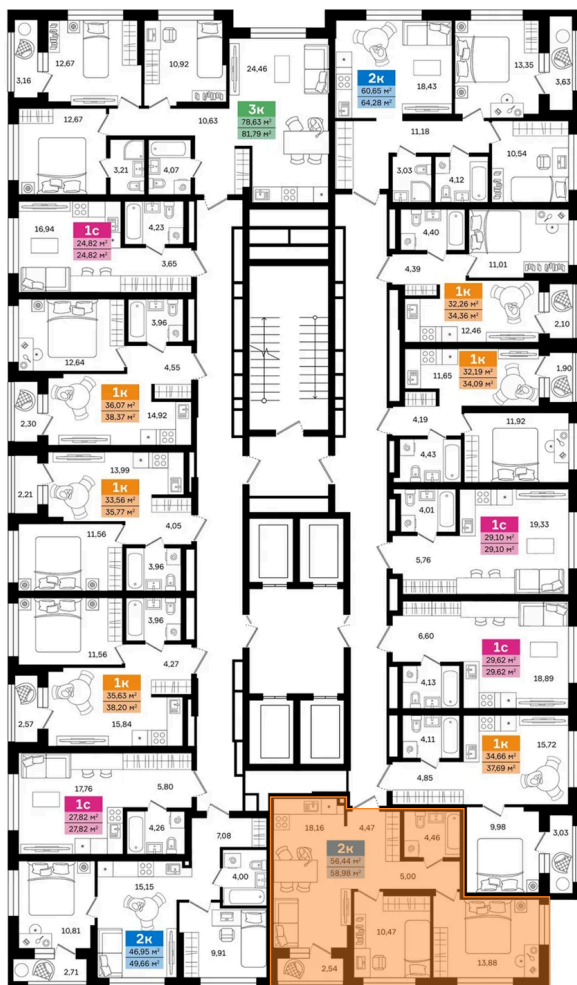 3,16
12,67
10,92
24,46
3к
78,63 м²
81,79 м²
12,67
10,63
3,21
4,07
2к
60,65 м²
64,28 м²
18,43
13,35
3,63
11,18
10,54
3,03
4,12
16,94
1с
24,82 м²
24,82 м²
4,23
3,65
4,40
11,01
4,39
1к
32,26 м²
34,36 м²
12,46
2,10
12,64
3,96
4,55
1к
36,07 м²
38,37 м²
14,92
2,30
11,65
1к
32,19 м²
34,09 м²
1,90
4,19
11,92
4,43
13,99
2,21
1к
33,56 м²
35,77 м²
4,05
11,56
3,96
4,01
1с
29,10 м²
29,10 м²
19,33
5,76
11,56
3,96
4,27
1к
35,63 м²
38,20 м²
2,57
15,84
6,60
1с
29,62 м²
29,62 м²
4,13
18,89
4,11
1к
34,66 м²
37,69 м²
15,72
4,85
9,98
3,03
17,76
5,80
1с
27,82 м²
27,82 м²
4,26
7,08
4,00
15,15
10,81
2к
46,95 м²
49,66 м²
9,91
2,71
18,16
4,47
4,46
2к
56,44 м²
58,98 м²
5,00
10,47
2,54
13,88